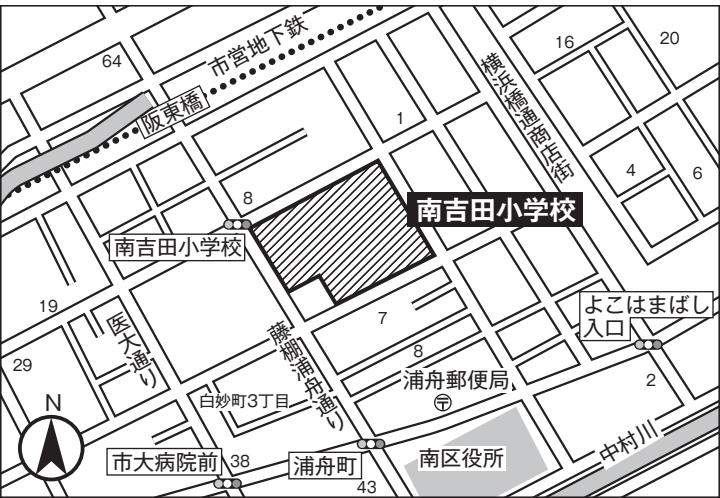 64
市営地下鉄
16
20
阪東橋
横浜橋通商店街
1
4
6
8
南吉田小学校
南吉田小学校
19
医大通り
藤棚浦舟通り
7
よこはまばし
入口
29
8
浦舟郵便局
2
白妙町3丁目
〒
N
市大病院前
38
浦舟町
43
南区役所
中村川